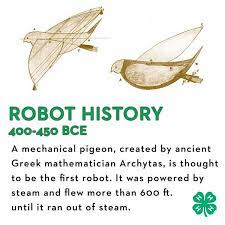 ROBOT HISTORY
400-450 BCE
A mechanical pigeon, created by ancient
Greek mathematician Archytas, is thought
to be the first robot. It was powered by
steam and flew more than 600 ft.
until it ran out of steam.
H H
H H